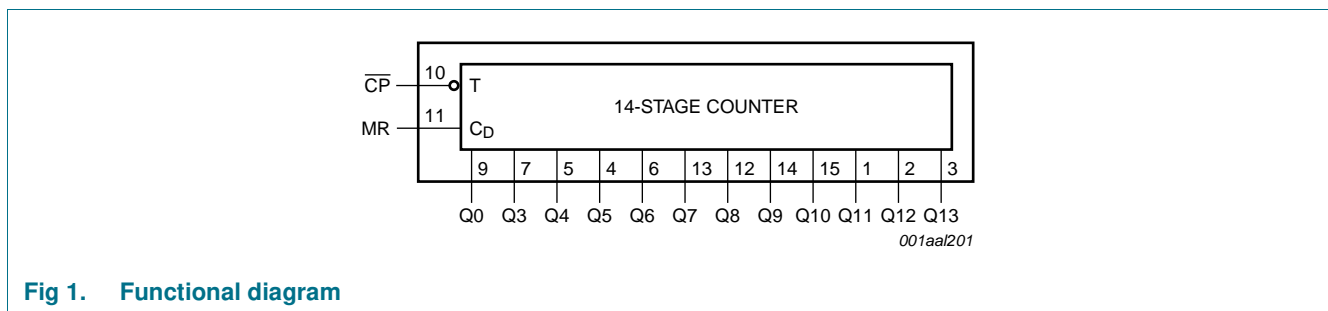 10
C̅P̅ T
14-STAGE COUNTER
11
MR CD
9 7 5 4 6 13 12 14 15 1 2 3
Q0 Q3 Q4 Q5 Q6 Q7 Q8 Q9 Q10 Q11 Q12 Q13
001aal201
Fig 1. Functional diagram